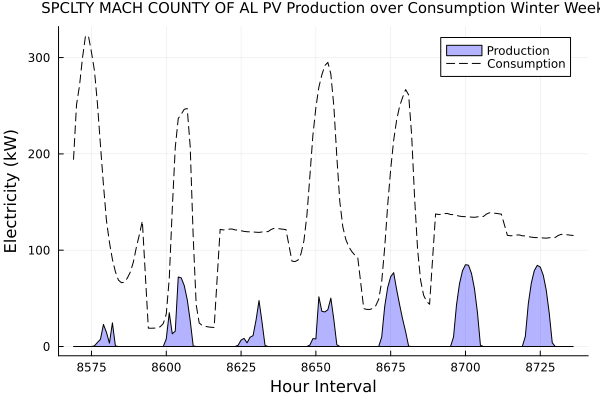 SPCLTY MACH COUNTY OF AL PV Production over Consumption Winter Week
Production
Consumption
Electricity (kW)
300
200
100
0
8575 8600 8625 8650 8675 8700 8725
Hour Interval